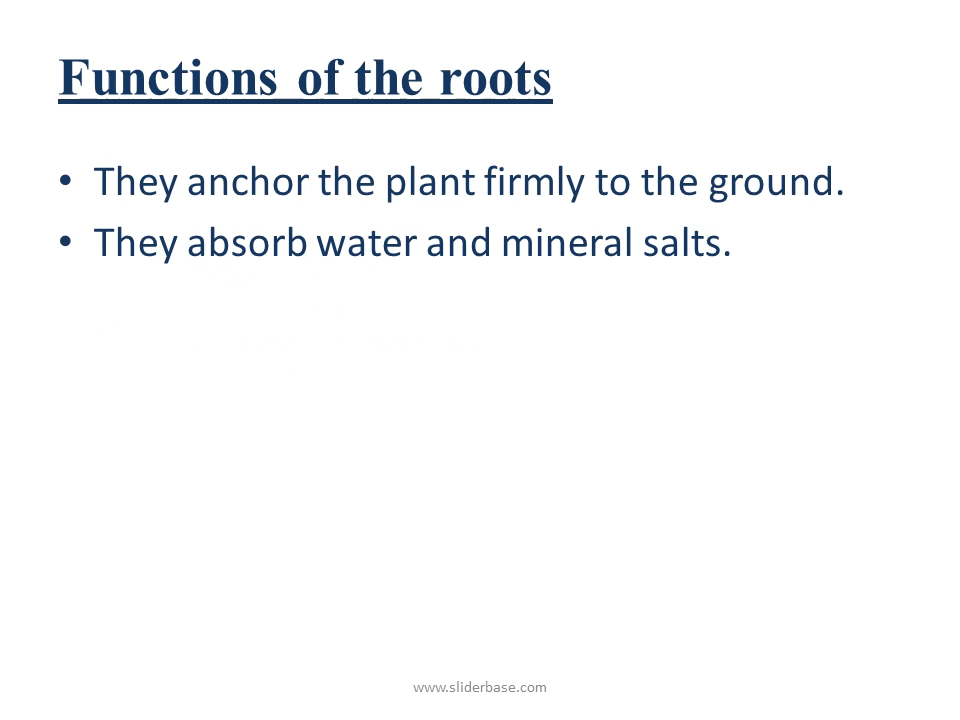 Functions of the roots
• They anchor the plant firmly to the ground.
• They absorb water and mineral salts.
www.sliderbase.com